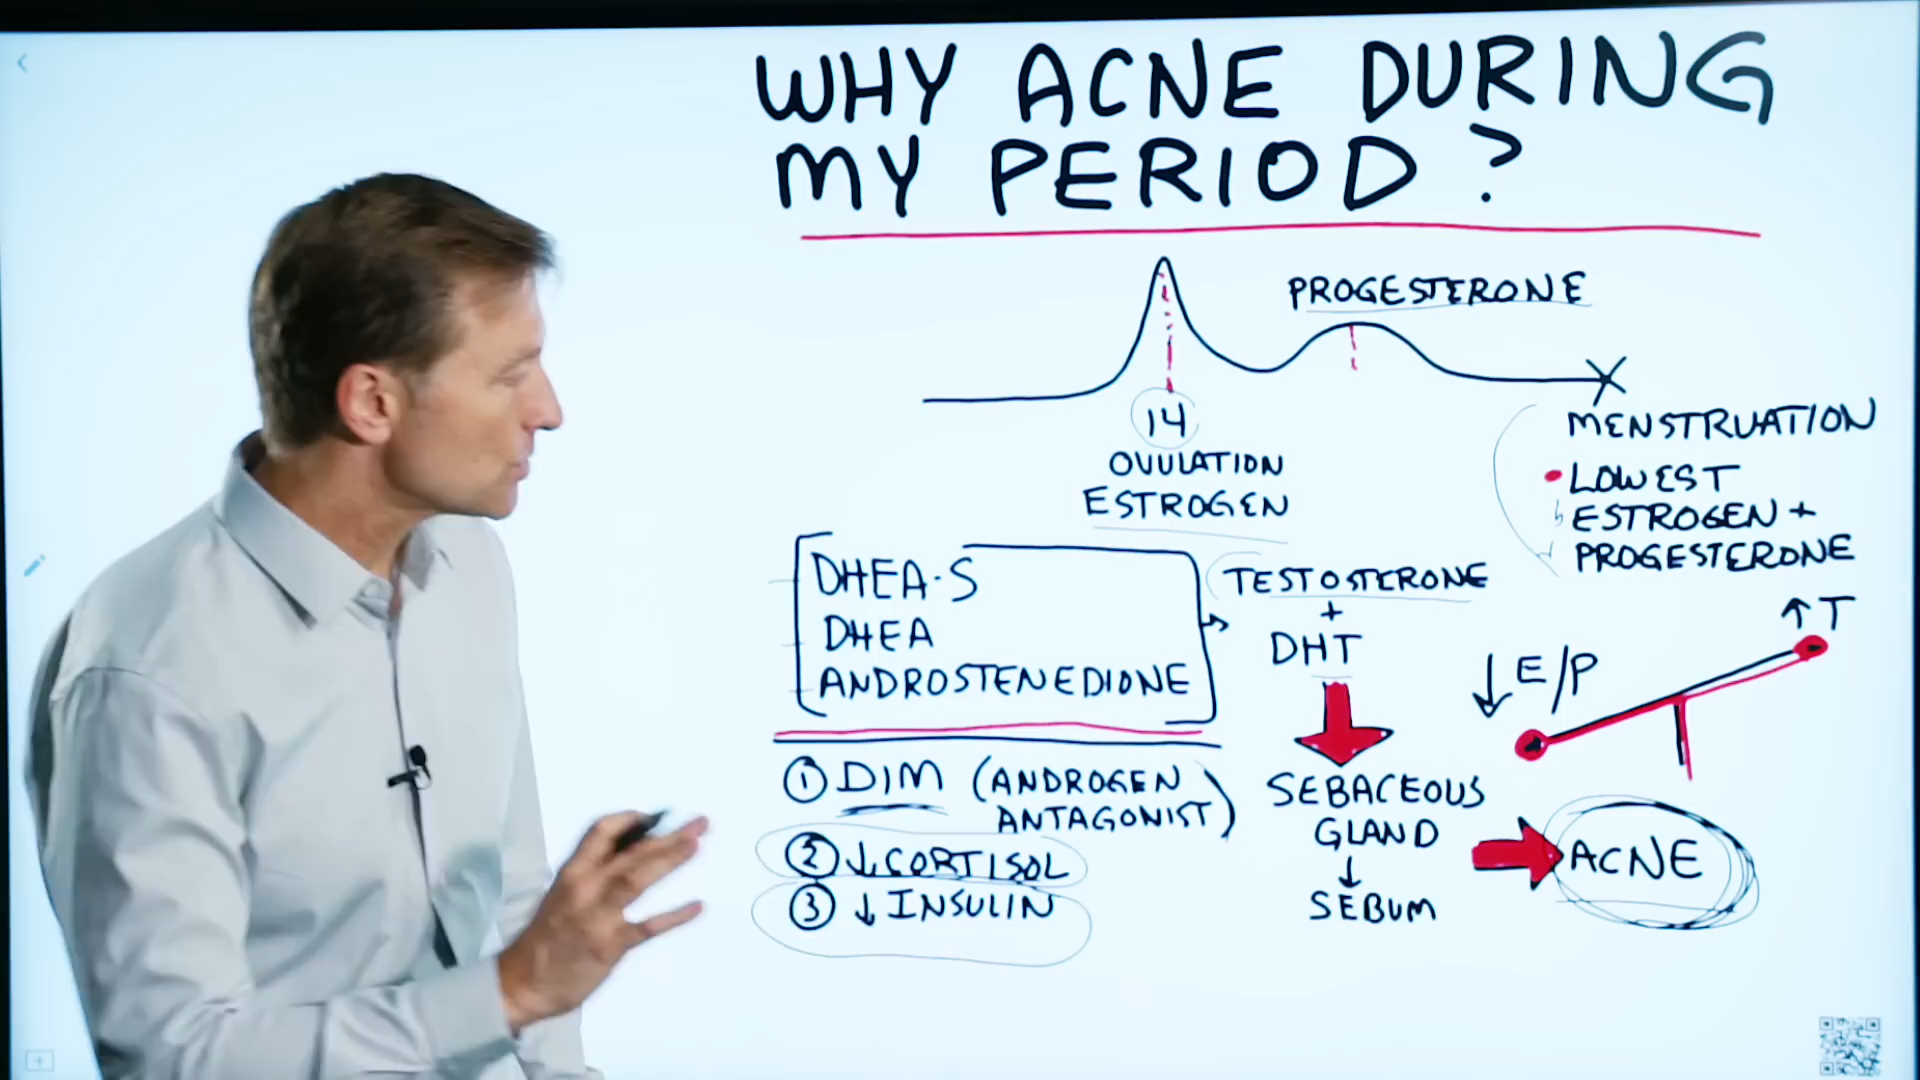 WHY ACNE DURING
MY PERIOD?
PROGESTERONE
14
OVULATION
ESTROGEN
MENSTRUATION
• LOWEST
ESTROGEN +
PROGESTERONE
DHEA-S
DHEA
ANDROSTENEDIONE
TESTOSTERONE
+
DHT
↑T
↓E/P
① DIM (ANDROGEN
ANTAGONIST)
② ↓CORTISOL
③ ↓INSULIN
SEBACEOUS
GLAND
↓
SEBUM
ACNE